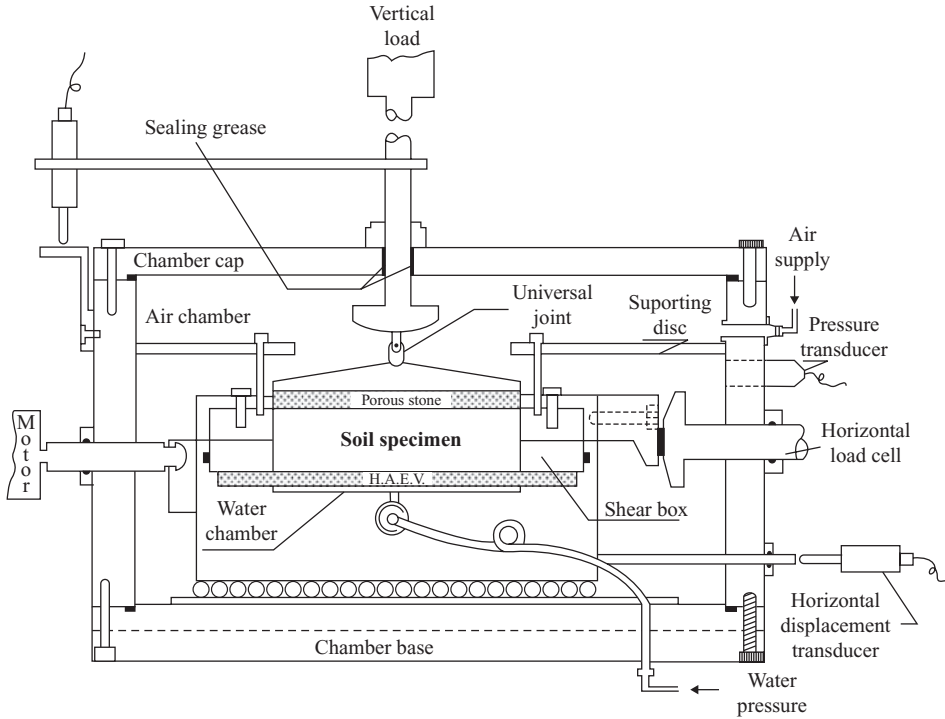 Vertical
load
Sealing grease
Chamber cap
Air
supply
Air chamber
Universal
joint
Suporting
disc
Pressure
transducer
Porous stone
Motor
Soil specimen
Horizontal
load cell
H.A.E.V.
Water
chamber
Shear box
Horizontal
displacement
transducer
Chamber base
Water
pressure